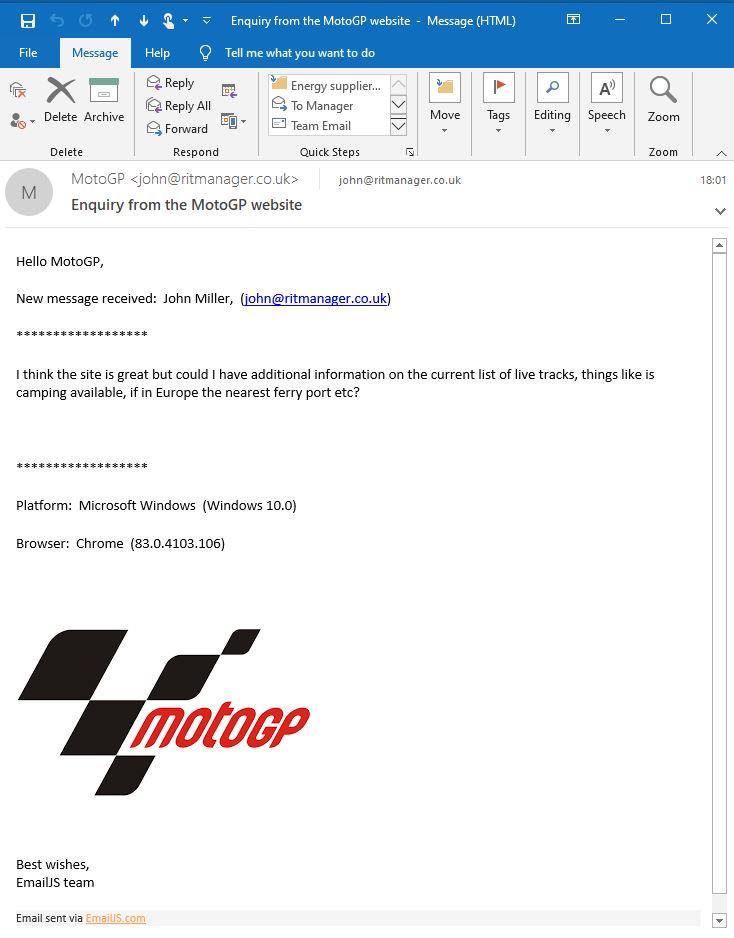 Enquiry from the MotoGP website - Message (HTML)
File Message Help Tell me what you want to do
Delete Archive
Reply
Reply All
Forward
Energy supplier...
To Manager
Team Email
Move Tags Editing Speech Zoom
Delete Respond Quick Steps Zoom
M
MotoGP <john@ritmanager.co.uk> john@ritmanager.co.uk 18:01
Enquiry from the MotoGP website
Hello MotoGP,
New message received: John Miller, (john@ritmanager.co.uk)
******************
I think the site is great but could I have additional information on the current list of live tracks, things like is
camping available, if in Europe the nearest ferry port etc?
******************
Platform: Microsoft Windows (Windows 10.0)
Browser: Chrome (83.0.4103.106)
motoGP
Best wishes,
EmailJS team
Email sent via EmailJS.com